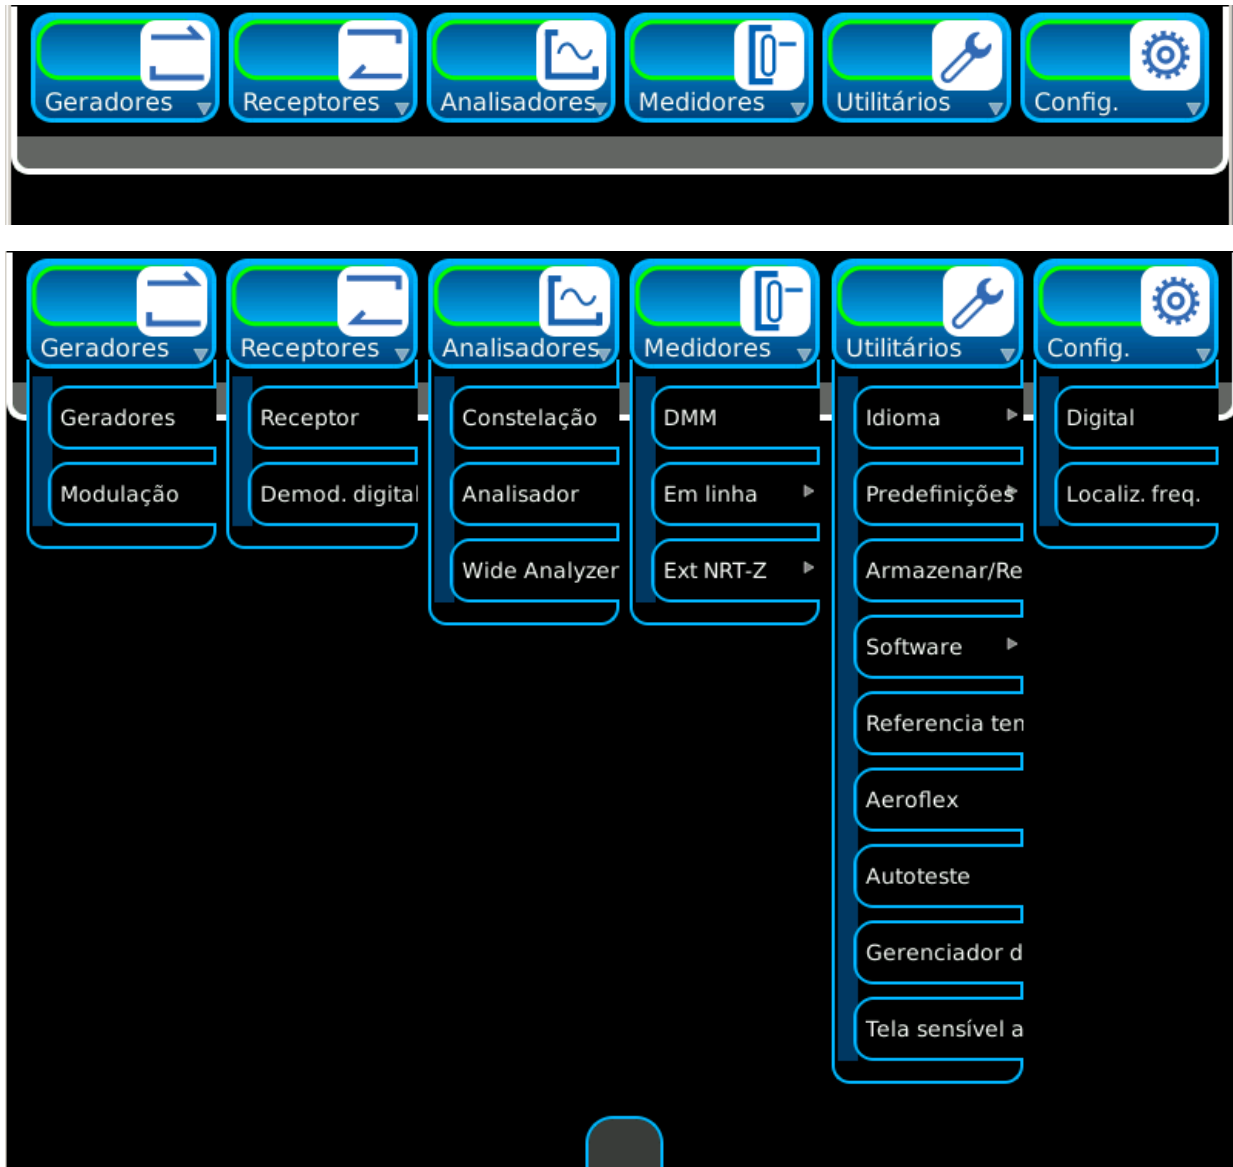 Geradores
Receptores
Analisadores
Medidores
Utilitários
Config.
Geradores
Receptores
Analisadores
Medidores
Utilitários
Config.
Geradores
Modulação
Receptor
Demod. digital
Constelação
Analisador
Wide Analyzer
DMM
Em linha
Ext NRT-Z
Idioma
Predefinições
Armazenar/Re
Software
Referencia ten
Aeroflex
Autoteste
Gerenciador d
Tela sensível a
Digital
Localiz. freq.